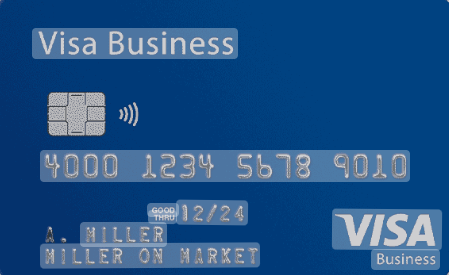 Visa Business
4000 1234 5678 9010
GOOD THRU 12/24
A. MILLER
MILLER ON MARKET
VISA
Business